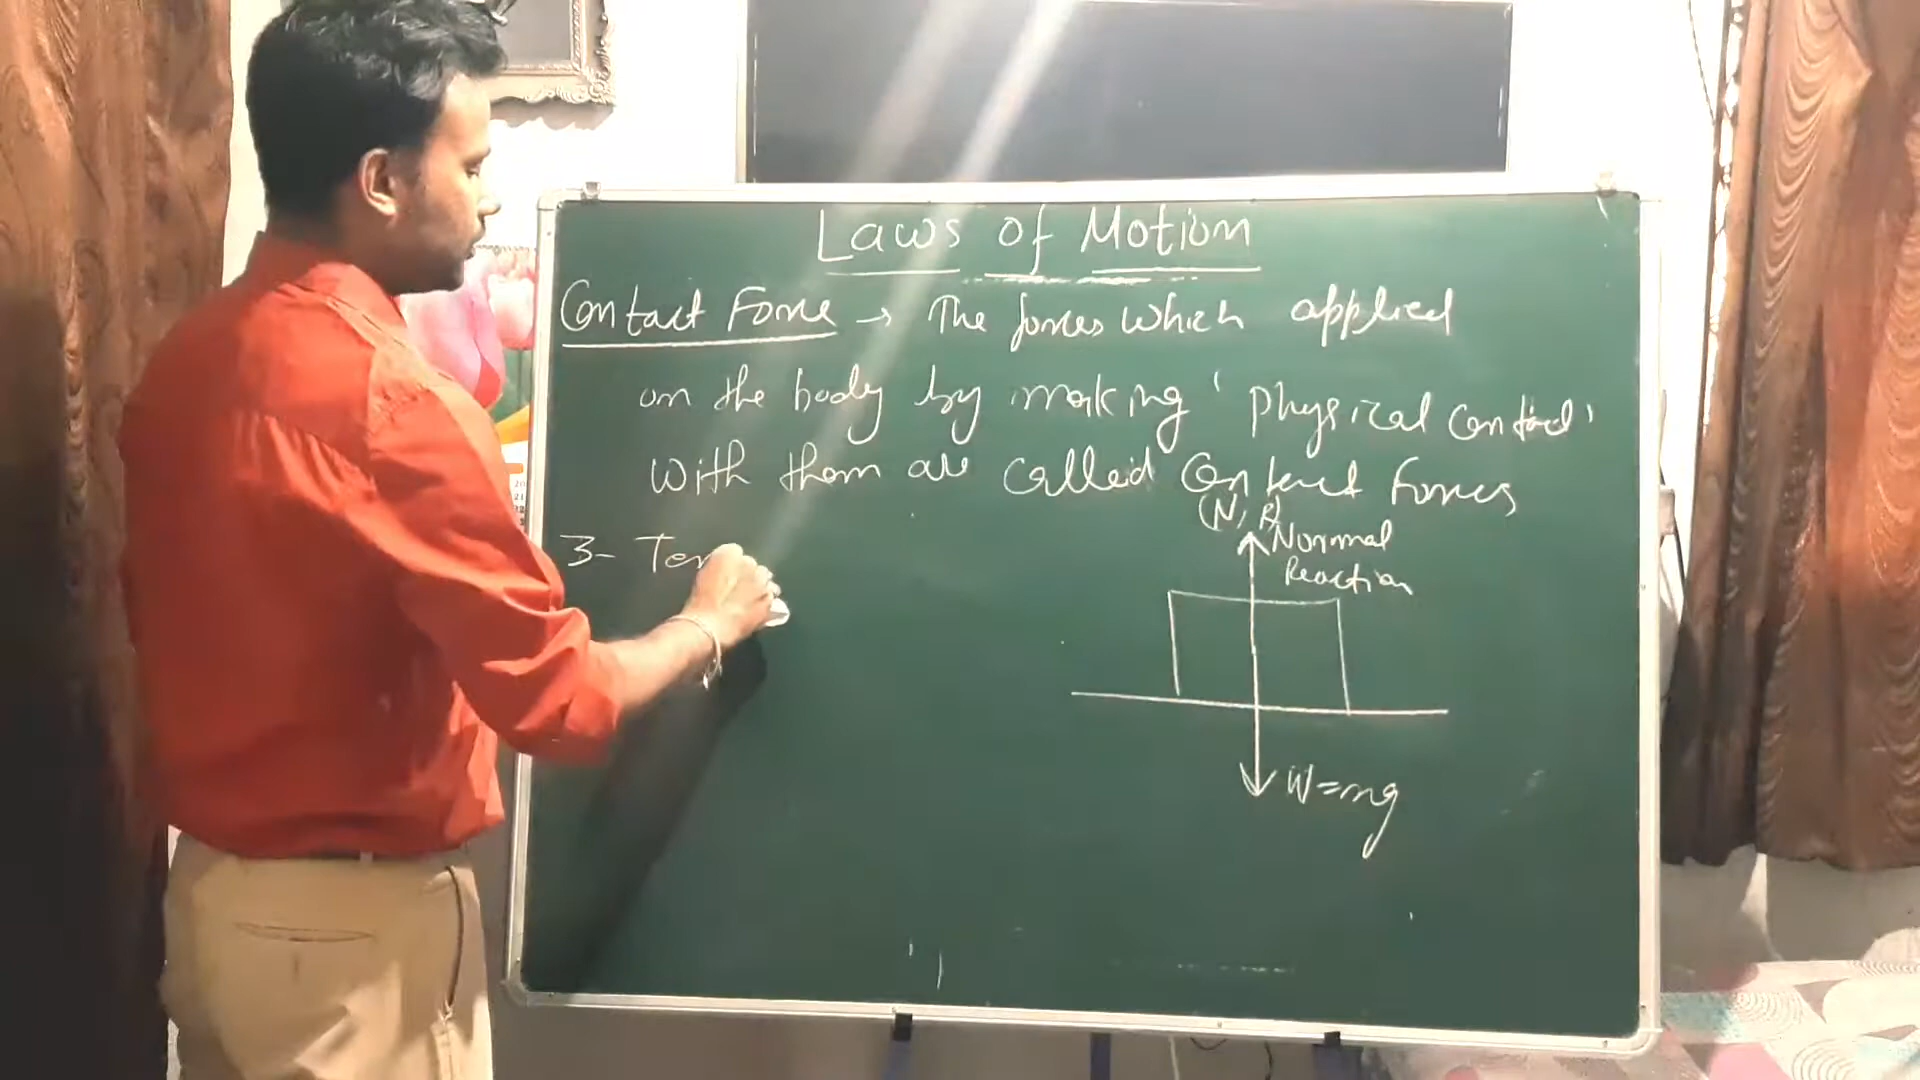 Laws of Motion
Contact Force → The forces which applied
on the body by making 'Physical Contact'
with them are called Contact Forces
3- Ten
(N, R)
Normal
Reaction
W=mg